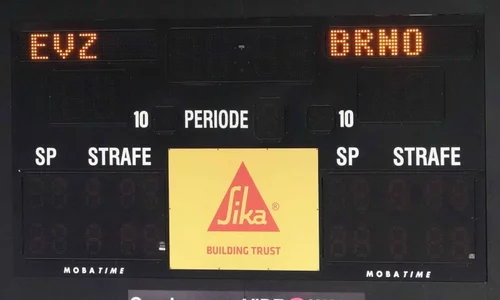 EVZ BRNO
10 PERIODE 10
SP STRAFE SP STRAFE
Sika®
BUILDING TRUST
MOBATIME MOBATIME